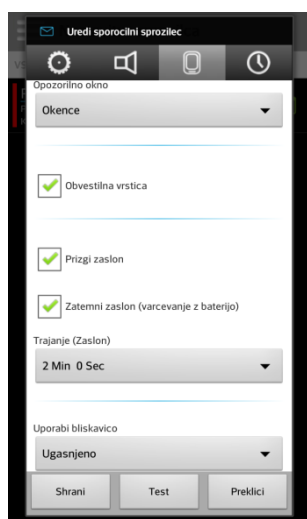 Uredi sporocilni sprozilec
Opozorilno okno
Okence
Obvestilna vrstica
Prizgi zaslon
Zatemni zaslon (varcevanje z baterijo)
Trajanje (Zaslon)
2 Min 0 Sec
Uporabi bliskavico
Ugasnjeno
Shrani
Test
Preklici